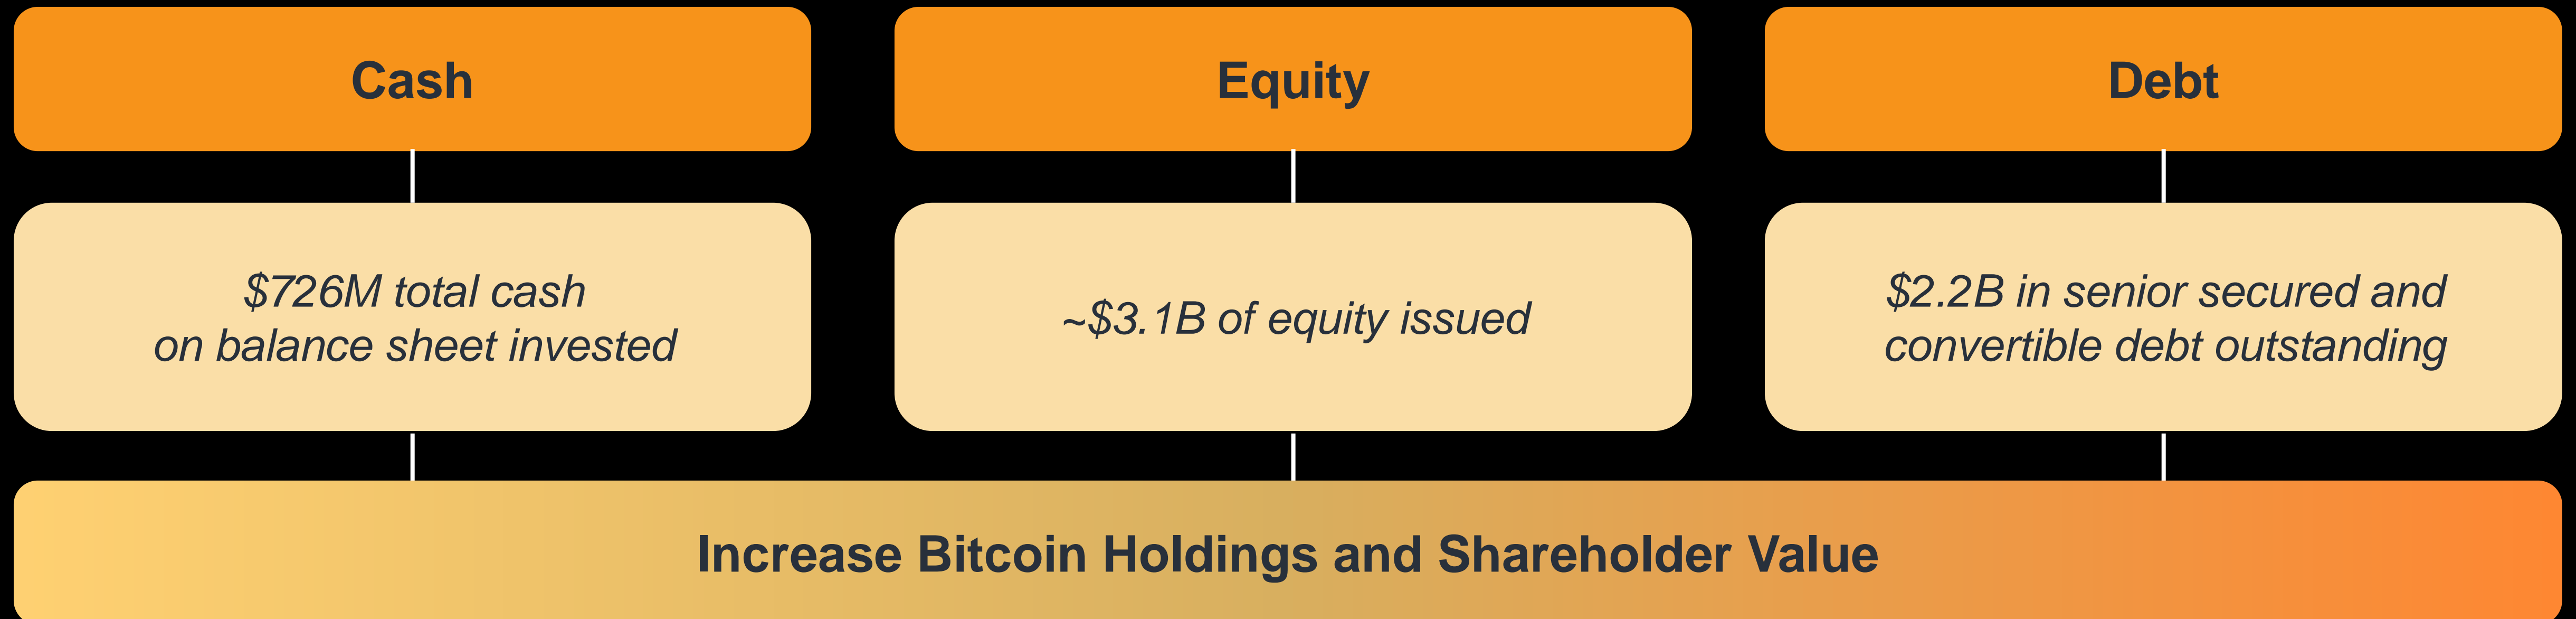 Cash
Equity
Debt
$726M total cash
on balance sheet invested
~$3.1B of equity issued
$2.2B in senior secured and
convertible debt outstanding
Increase Bitcoin Holdings and Shareholder Value